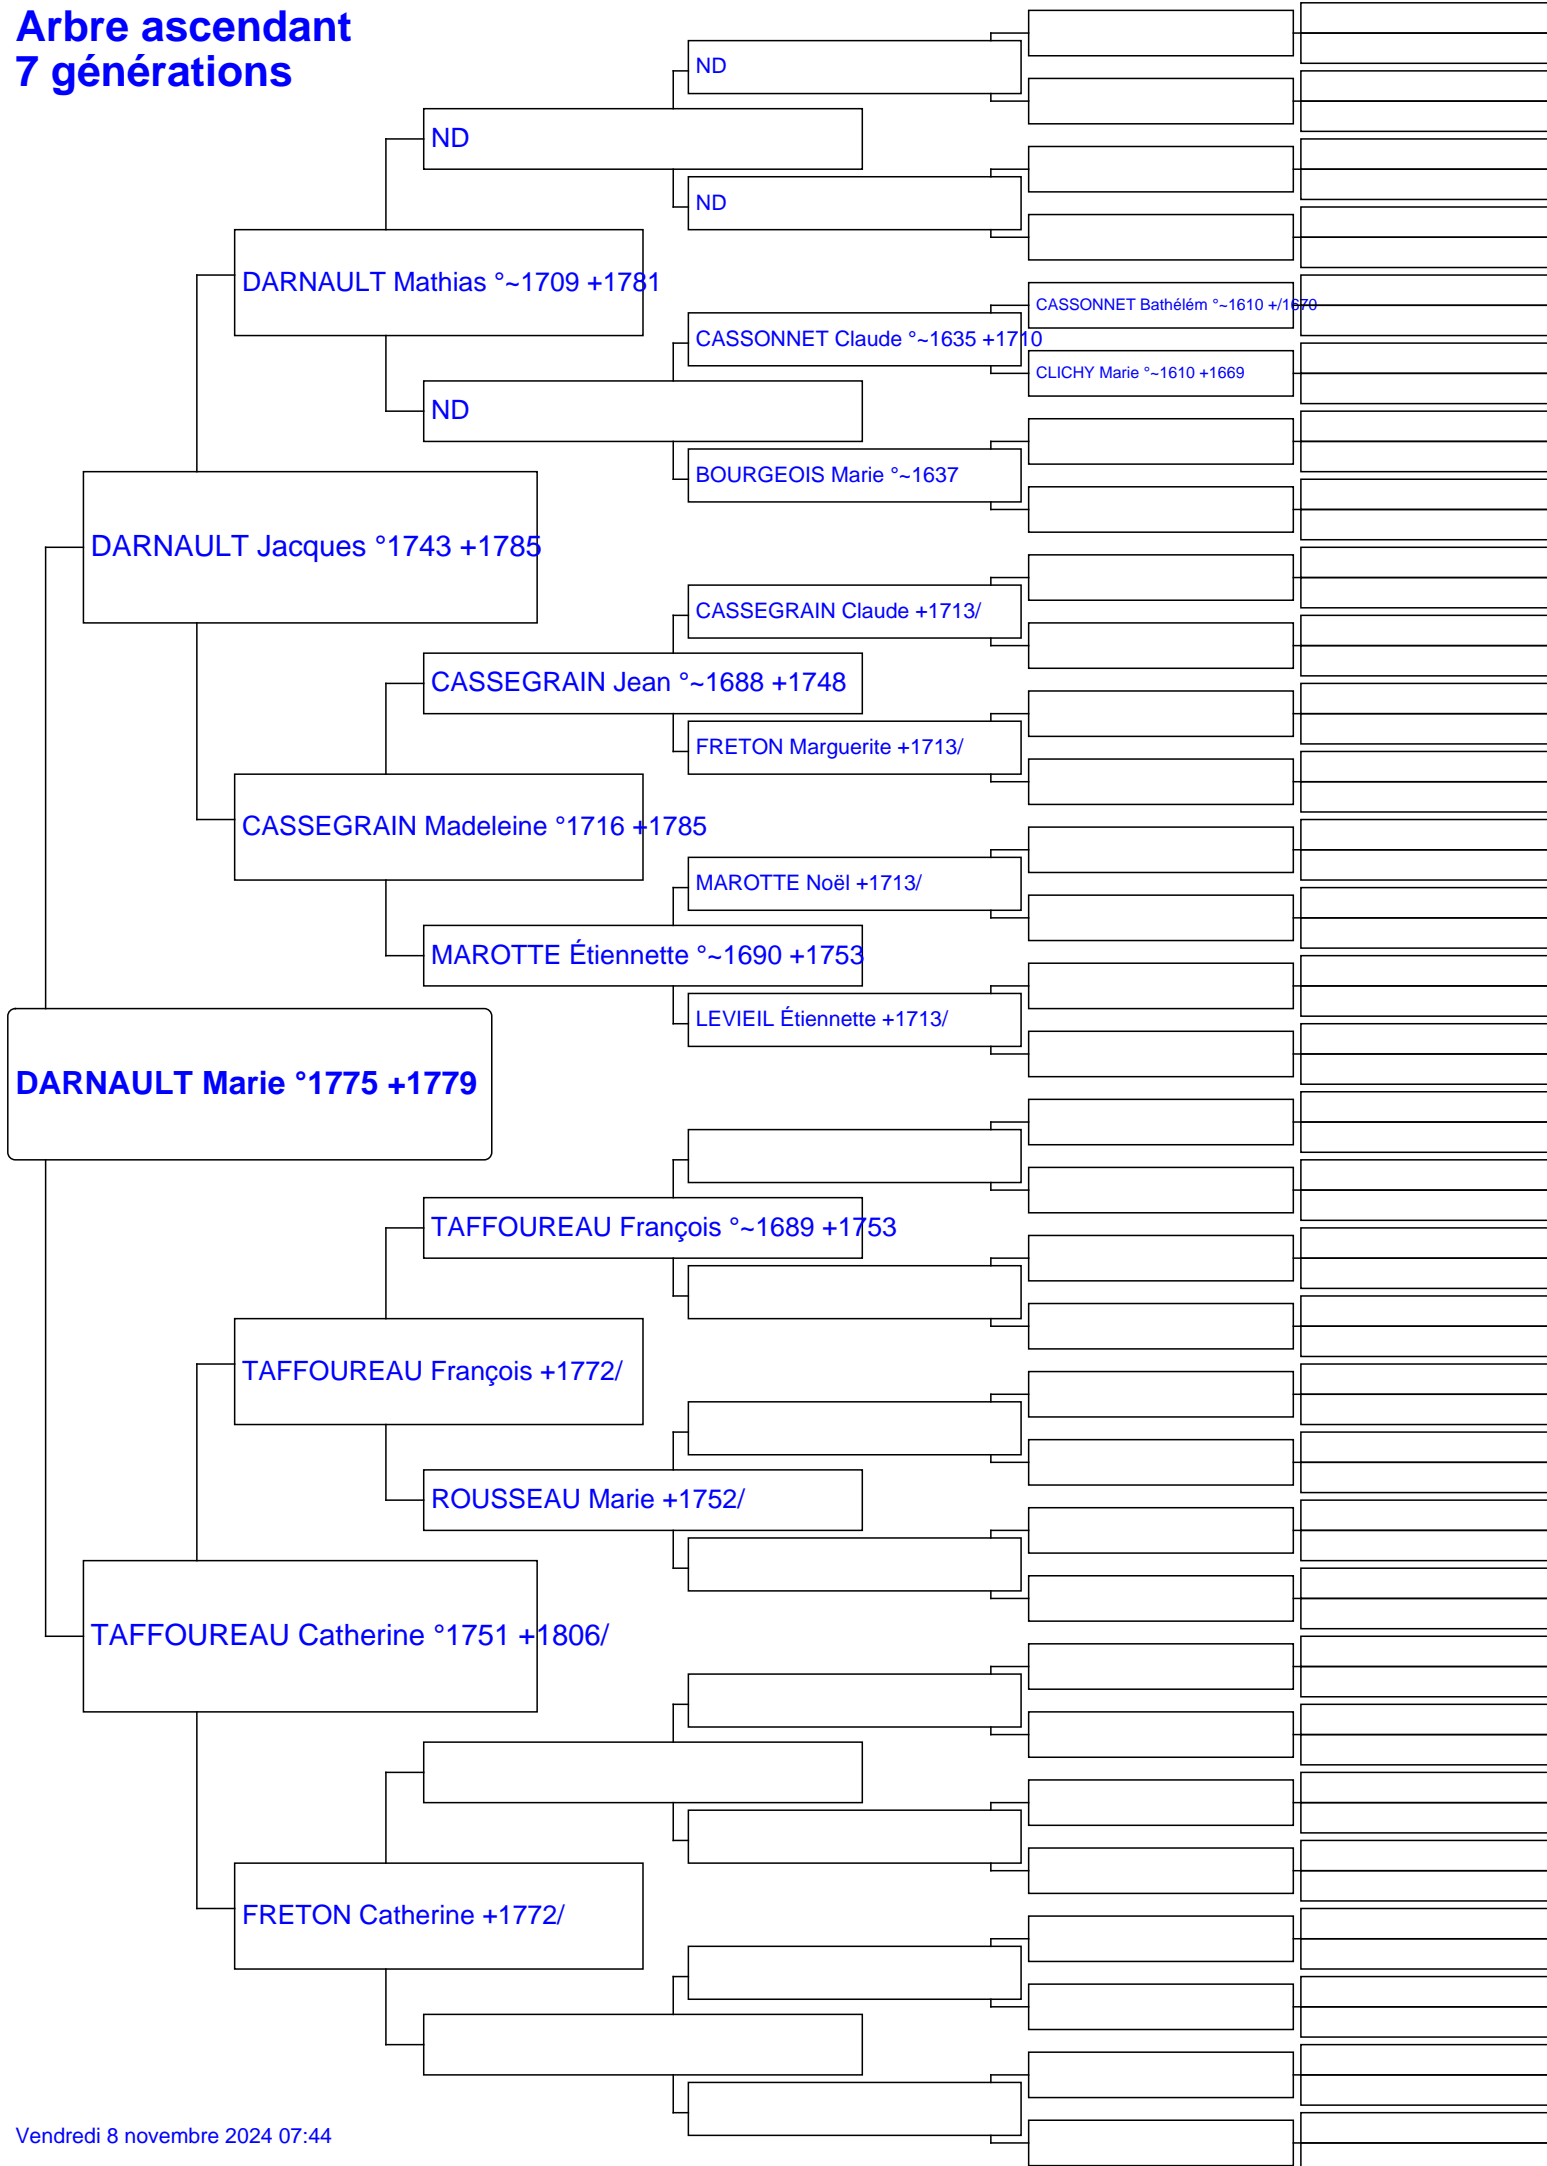 Arbre ascendant
7 générations
ND
ND
ND
DARNAULT Mathias °~1709 +1781
CASSONNET Bathélém °~1610 +/1670
CASSONNET Claude °~1635 +1710
CLICHY Marie °~1610 +1669
ND
BOURGEOIS Marie °~1637
DARNAULT Jacques °1743 +1785
CASSEGRAIN Claude +1713/
CASSEGRAIN Jean °~1688 +1748
FRETON Marguerite +1713/
CASSEGRAIN Madeleine °1716 +1785
MAROTTE Noël +1713/
MAROTTE Étiennette °~1690 +1753
LEVIEIL Étiennette +1713/
DARNAULT Marie °1775 +1779
TAFFOUREAU François °~1689 +1753
TAFFOUREAU François +1772/
ROUSSEAU Marie +1752/
TAFFOUREAU Catherine °1751 +1806/
FRETON Catherine +1772/
Vendredi 8 novembre 2024 07:44